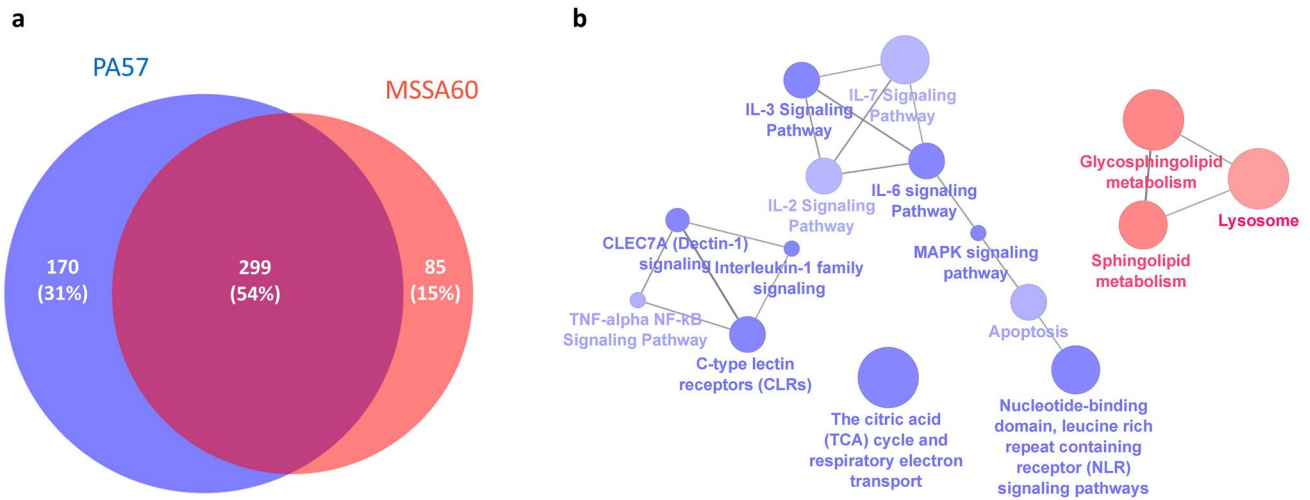 a
PA57
MSSA60
170
(31%)
299
(54%)
85
(15%)
b
IL-3 Signaling
Pathway
IL-7 Signaling
Pathway
IL-2 Signaling
Pathway
IL-6 signaling
Pathway
CLEC7A (Dectin-1)
signaling
Interleukin-1 family
signaling
TNF-alpha NF-kB
Signaling Pathway
C-type lectin
receptors (CLRs)
MAPK signaling
pathway
Apoptosis
The citric acid
(TCA) cycle and
respiratory electron
transport
Nucleotide-binding
domain, leucine rich
repeat containing
receptor (NLR)
signaling pathways
Glycosphingolipid
metabolism
Lysosome
Sphingolipid
metabolism